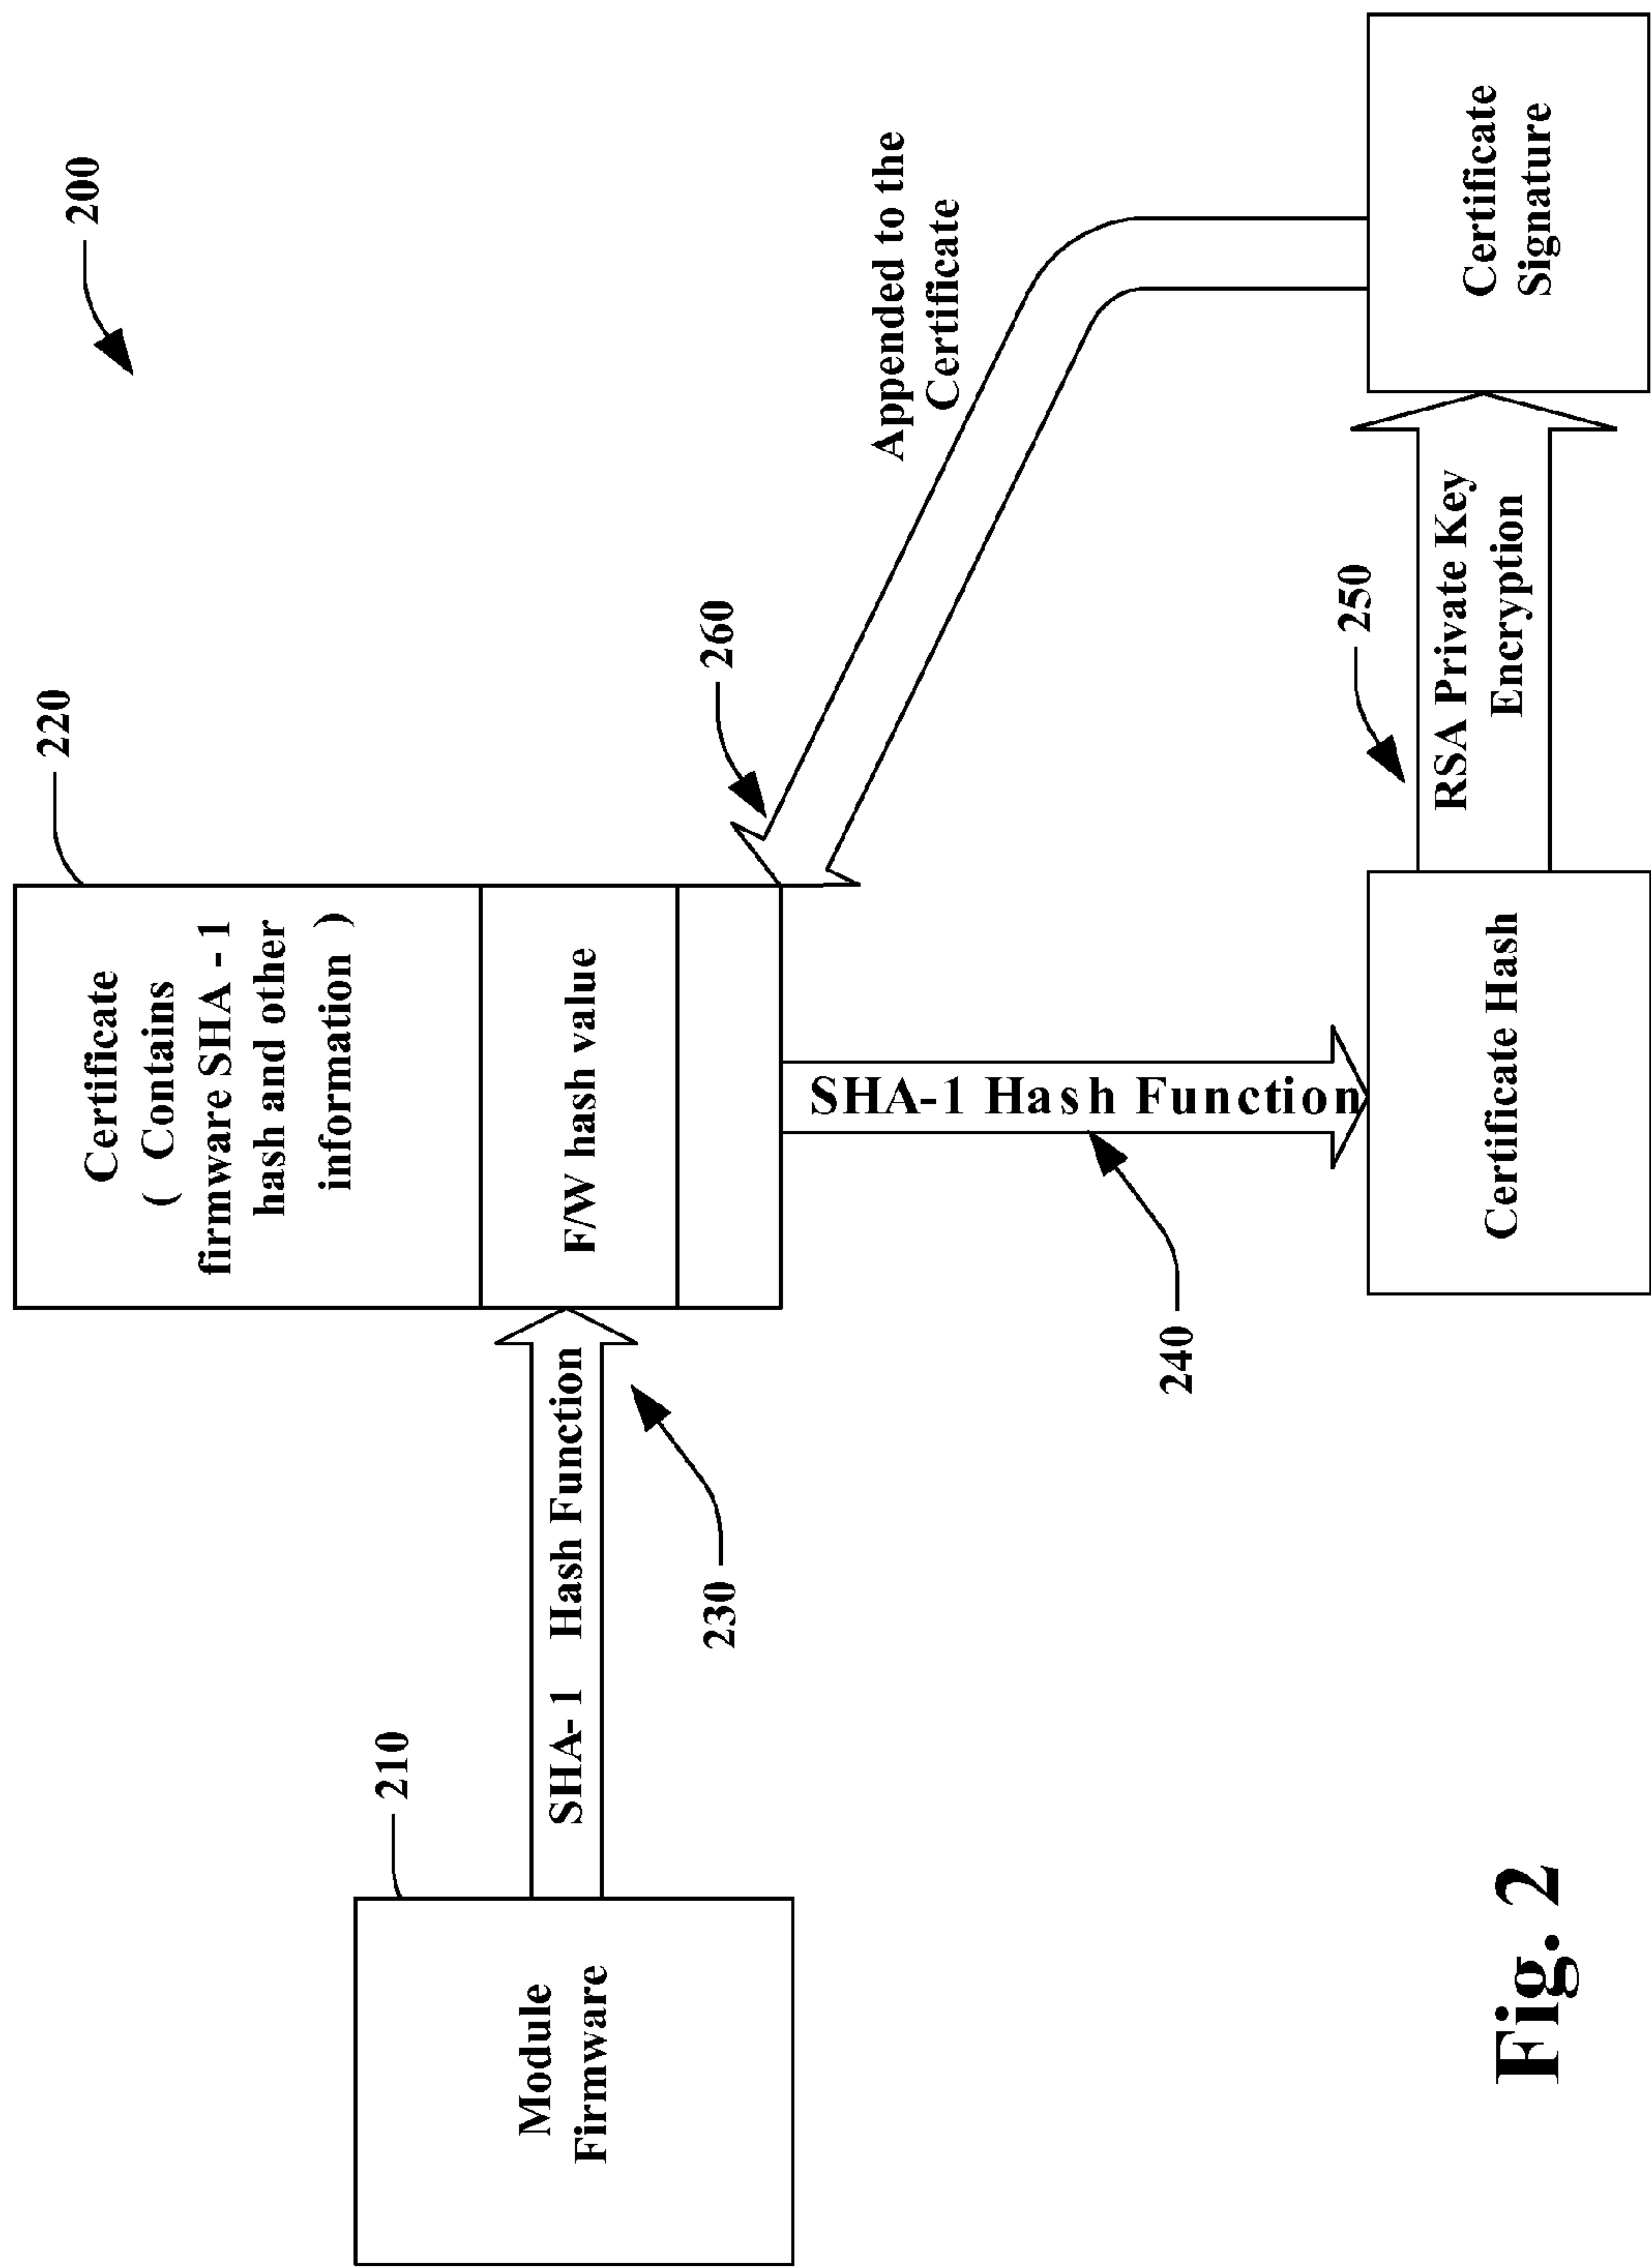 200
220
Certificate
( Contains
firmware SHA - 1
hash and other
information )
F/W hash value
210
Module
Firmware
SHA- 1 Hash Function
230
260
Appended to the
Certificate
SHA-1 Hash Function
240
Certificate Hash
250
RSA Private Key
Encryption
Certificate
Signature
Fig. 2